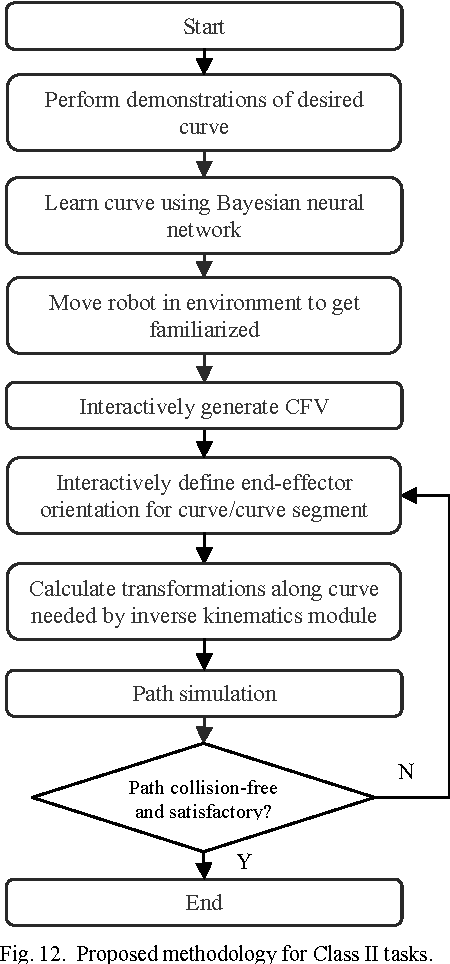 Start
Perform demonstrations of desired
curve
Learn curve using Bayesian neural
network
Move robot in environment to get
familiarized
Interactively generate CFV
Interactively define end-effector
orientation for curve/curve segment
Calculate transformations along curve
needed by inverse kinematics module
Path simulation
Path collision-free
and satisfactory?
N
Y
End
Fig. 12. Proposed methodology for Class II tasks.